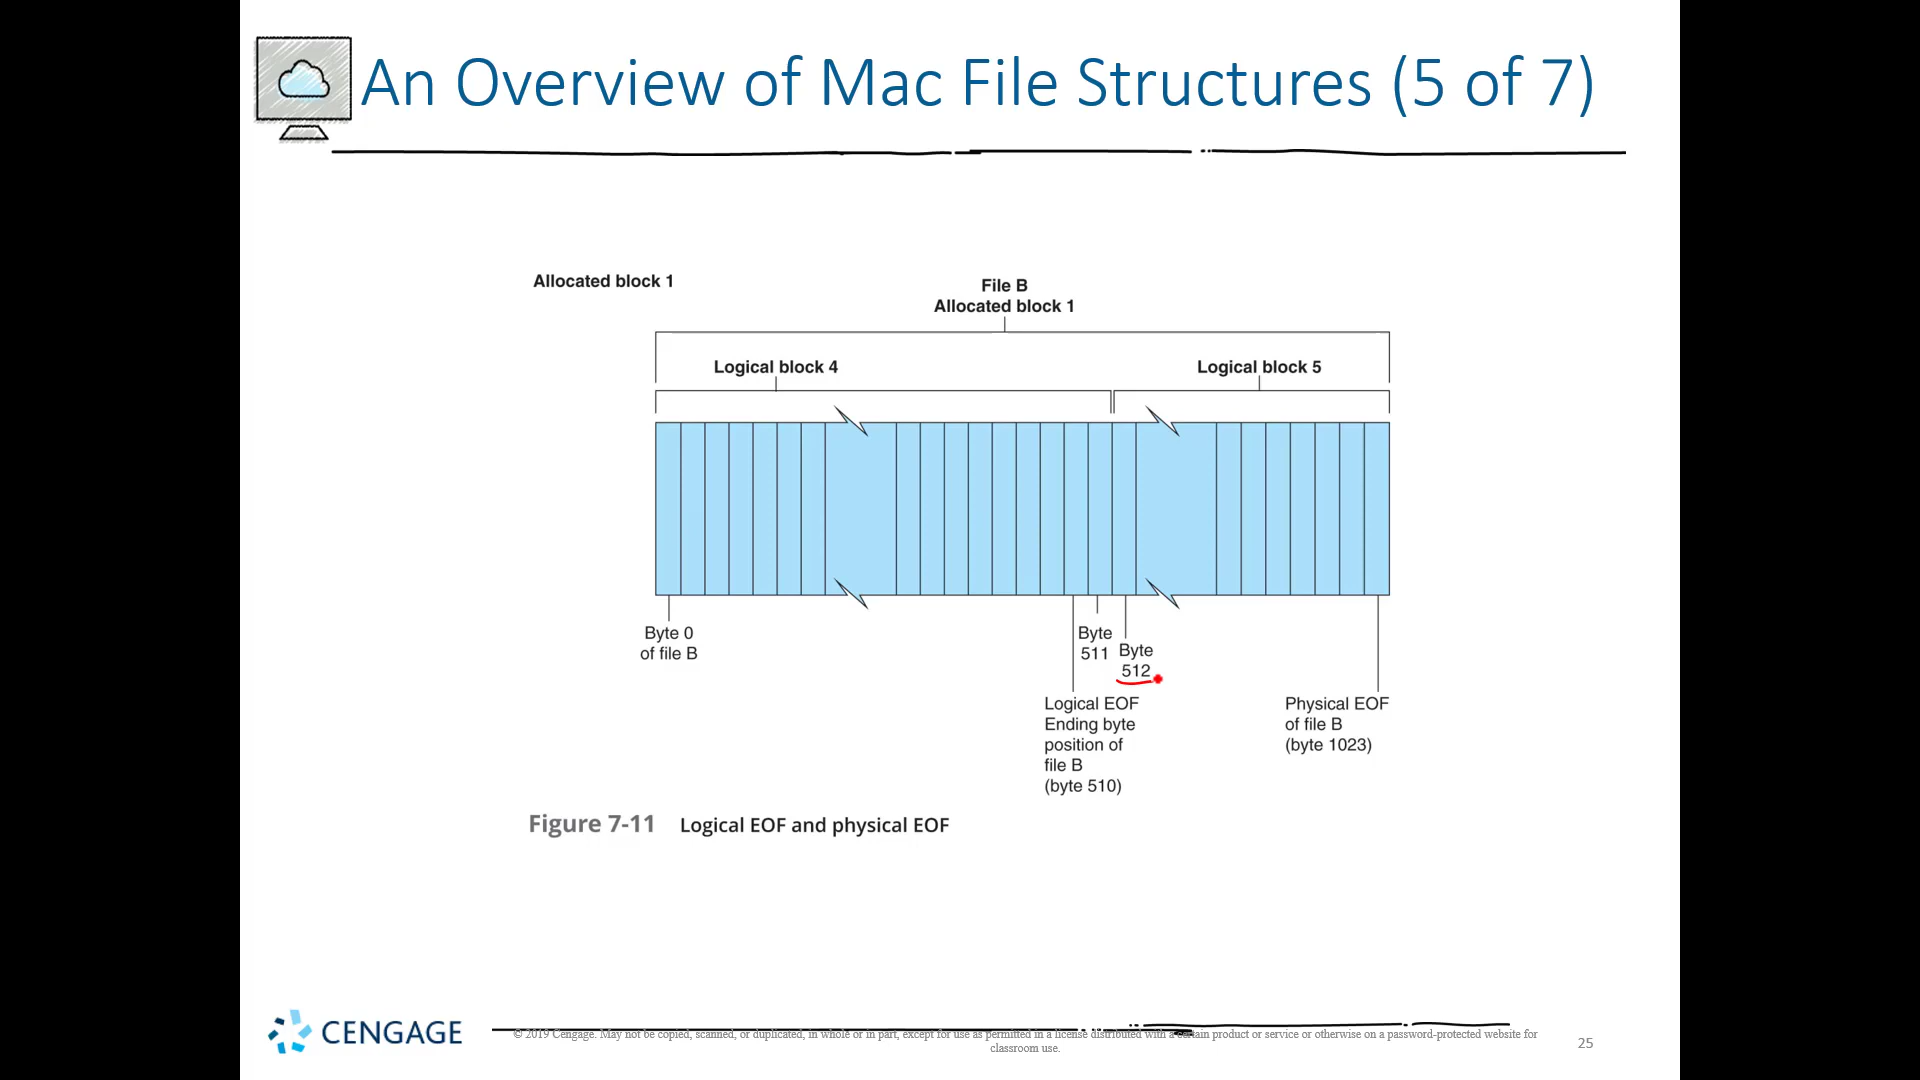 An Overview of Mac File Structures (5 of 7)
Allocated block 1
File B
Allocated block 1
Logical block 4
Logical block 5
Byte 0
of file B
Byte
511
Byte
512
Logical EOF
Ending byte
position of
file B
(byte 510)
Physical EOF
of file B
(byte 1023)
Figure 7-11 Logical EOF and physical EOF
CENGAGE
© 2019 Cengage. May not be copied, scanned, or duplicated, in whole or in part, except for use as permitted in a license distributed with a certain product or service or otherwise on a password-protected website for
classroom use.
25